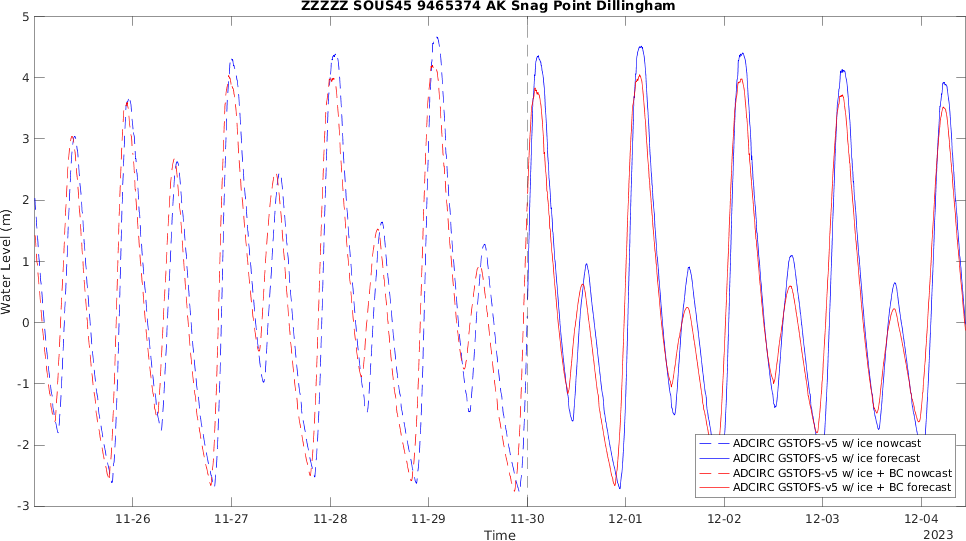 ZZZZZ SOUS45 9465374 AK Snag Point Dillingham
5
4
3
2
1
0
-1
-2
-3
Water Level (m)
11-26 11-27 11-28 11-29 11-30 12-01 12-02 12-03 12-04
Time
2023
ADCIRC GSTOFS-v5 w/ ice nowcast
ADCIRC GSTOFS-v5 w/ ice forecast
ADCIRC GSTOFS-v5 w/ ice + BC nowcast
ADCIRC GSTOFS-v5 w/ ice + BC forecast